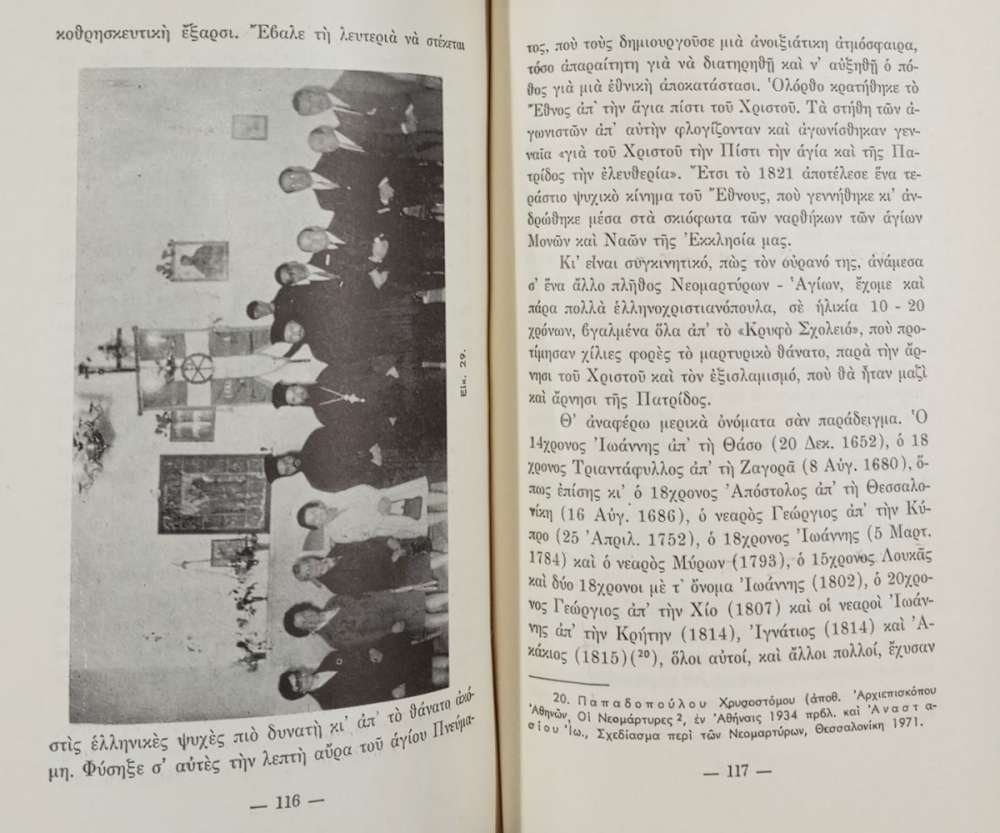 κοθρησκευτικὴ ἔξαρσι. Ἔβαλε τὴ λευτεριὰ νὰ στέκεται
Εἰκ. 29.
στὶς ἑλληνικὲς ψυχὲς πιὸ δυνατὴ κι' ἀπ' τὸ θάνατο ἀκό-
μη. Φύσηξε σ' αὐτὲς τὴν λεπτὴ αὔρα τοῦ ἁγίου Πνεύμα-
— 116 —
τος, ποὺ τοὺς δημιουργοῦσε μιὰ ἀνοιξιάτικη ἀτμόσφαιρα,
τόσο ἀπαραίτητη γιὰ νὰ διατηρηθῇ καὶ ν' αὐξηθῇ ὁ πό-
θος γιὰ μιὰ ἐθνικὴ ἀποκατάστασι. Ὁλόρθο κρατήθηκε τὸ
Ἔθνος ἀπ' τὴν ἅγια πίστι τοῦ Χριστοῦ. Τὰ στήθη τῶν ἀ-
γωνιστῶν ἀπ' αὐτὴν φλογίζονταν καὶ ἀγωνίσθηκαν γεν-
ναῖα «γιὰ τοῦ Χριστοῦ τὴν Πίστι τὴν ἁγία καὶ τῆς Πα-
τρίδος τὴν ἐλευθερία». Ἔτσι τὸ 1821 ἀποτέλεσε ἕνα τε-
ράστιο ψυχικὸ κίνημα τοῦ Ἔθνους, ποὺ γεννήθηκε κι' ἀν-
δρώθηκε μέσα στὰ σκιόφωτα τῶν ναρθήκων τῶν ἁγίων
Μονῶν καὶ Ναῶν τῆς Ἐκκλησία μας.
Κι' εἶναι συγκινητικό, πὼς τὸν οὐρανό της, ἀνάμεσα
σ' ἕνα ἄλλο πλῆθος Νεομαρτύρων - Ἁγίων, ἔχομε καὶ
πάρα πολλὰ ἑλληνοχριστιανόπουλα, σὲ ἡλικία 10 - 20
χρόνων, βγαλμένα ὅλα ἀπ' τὸ «Κρυφὸ Σχολειό», ποὺ προ-
τίμησαν χίλιες φορὲς τὸ μαρτυρικὸ θάνατο, παρὰ τὴν ἄρ-
νησι τοῦ Χριστοῦ καὶ τὸν ἐξισλαμισμό, ποὺ θὰ ἦταν μαζὶ
καὶ ἄρνησι τῆς Πατρίδος.
Θ' ἀναφέρω μερικὰ ὀνόματα σὰν παράδειγμα. Ὁ
14χρονος Ἰωάννης ἀπ' τὴ Θάσο (20 Δεκ. 1652), ὁ 18
χρονος Τριαντάφυλλος ἀπ' τὴ Ζαγορᾶ (8 Αὐγ. 1680), ὅ-
πως ἐπίσης κι' ὁ 18χρονος Ἀπόστολος ἀπ' τὴ Θεσσαλο-
νίκη (16 Αὐγ. 1686), ὁ νεαρὸς Γεώργιος ἀπ' τὴν Κύ-
προ (25 Ἀπριλ. 1752), ὁ 18χρονος Ἰωάννης (5 Μαρτ.
1784) καὶ ὁ νεαρὸς Μύρων (1793), ὁ 15χρονος Λουκᾶς
καὶ δύο 18χρονοι μὲ τ' ὄνομα Ἰωάννης (1802), ὁ 20χρο-
νος Γεώργιος ἀπ' τὴν Χίο (1807) καὶ οἱ νεαροὶ Ἰωάν-
νης ἀπ' τὴν Κρήτην (1814), Ἰγνάτιος (1814) καὶ Ἀ-
κάκιος (1815)(²⁰), ὅλοι αὐτοί, καὶ ἄλλοι πολλοί, ἔχυσαν
20. Παπαδοπούλου Χρυσοστόμου (ἀποθ. Ἀρχιεπισκόπου
Ἀθηνῶν, Οἱ Νεομάρτυρες², ἐν Ἀθήναις 1934 πρβλ. καὶ Ἀναστα-
σίου Ἰω., Σχεδίασμα περὶ τῶν Νεομαρτύρων, Θεσσαλονίκη 1971.
— 117 —